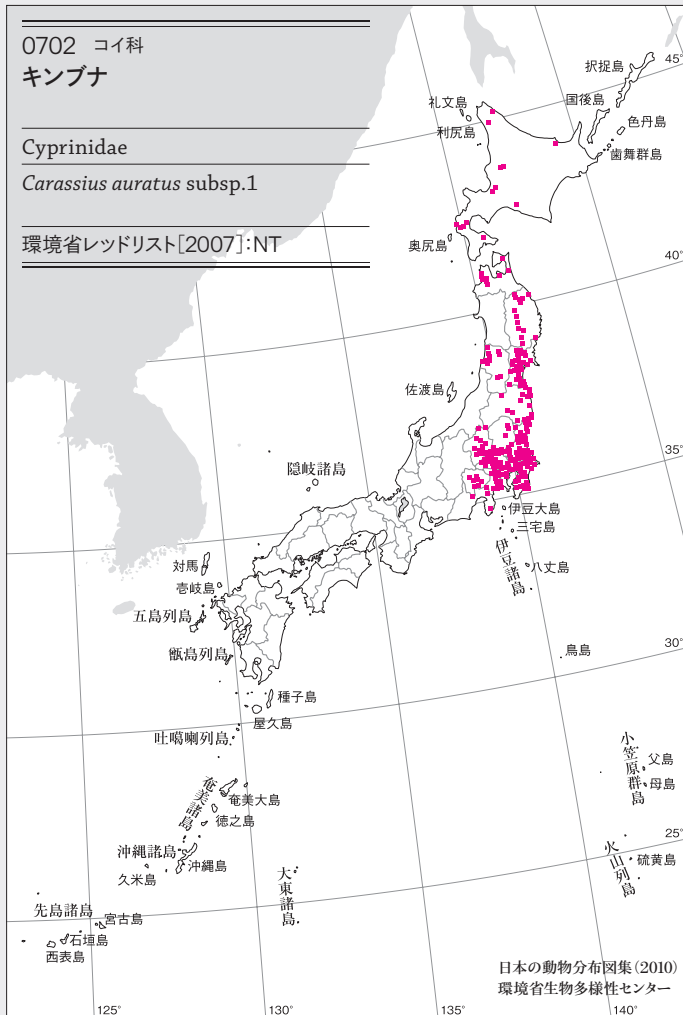 0702 コイ科
キンブナ
Cyprinidae
Carassius auratus subsp.1
環境省レッドリスト[2007]:NT
択捉島
45°
国後島
礼文島
色丹島
利尻島
歯舞群島
奥尻島
40°
佐渡島
35°
隠岐諸島
伊豆大島
三宅島
伊豆諸島
八丈島
対馬
壱岐島
五島列島
甑島列島
鳥島
30°
種子島
屋久島
吐噶喇列島
小笠原群島
父島
母島
奄美諸島
奄美大島
徳之島
25°
沖縄諸島
沖縄島
久米島
火山列島
硫黄島
大東諸島
先島諸島
宮古島
石垣島
西表島
日本の動物分布図集(2010)
環境省生物多様性センター
125°
130°
135°
140°